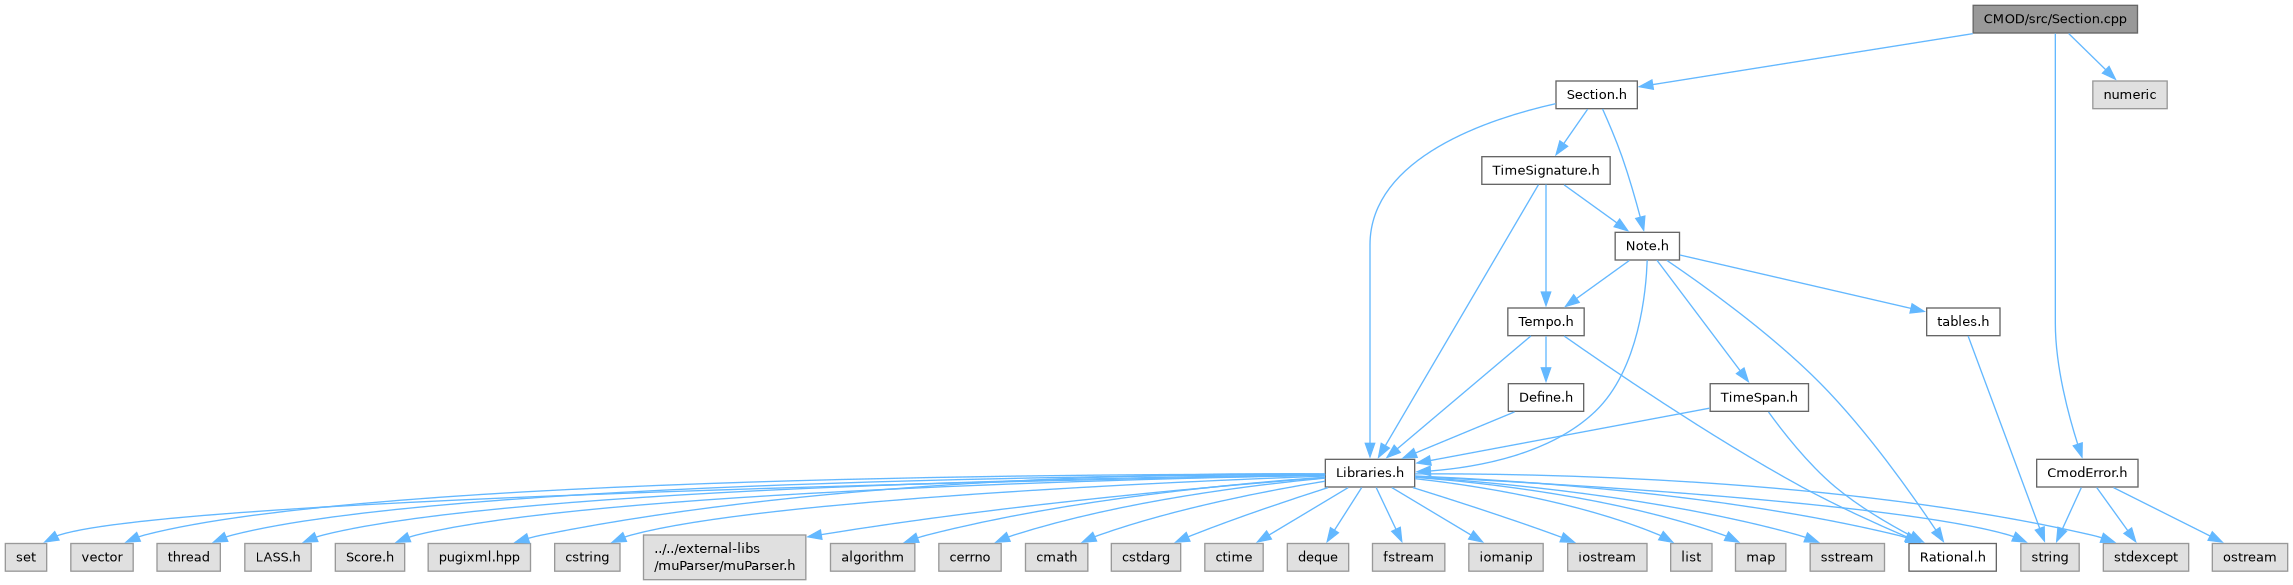 CMOD/src/Section.cpp
Section.h
numeric
TimeSignature.h
Note.h
Tempo.h
tables.h
Define.h
TimeSpan.h
Libraries.h
CmodError.h
set
vector
thread
LASS.h
Score.h
pugixml.hpp
cstring
../../external-libs
/muParser/muParser.h
algorithm
cerrno
cmath
cstdarg
ctime
deque
fstream
iomanip
iostream
list
map
sstream
Rational.h
string
stdexcept
ostream